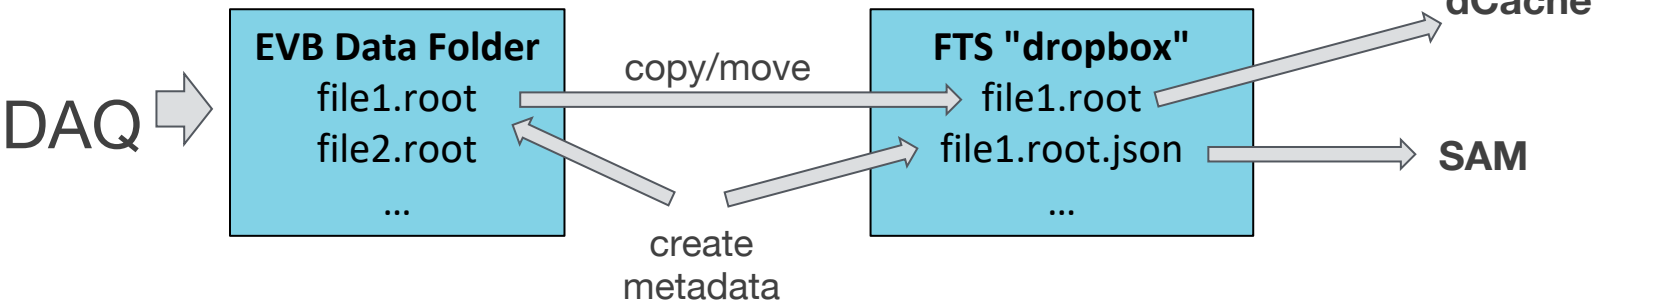 DAQ
EVB Data Folder
file1.root
file2.root
...
copy/move
create
metadata
FTS "dropbox"
file1.root
file1.root.json
...
dCache
SAM